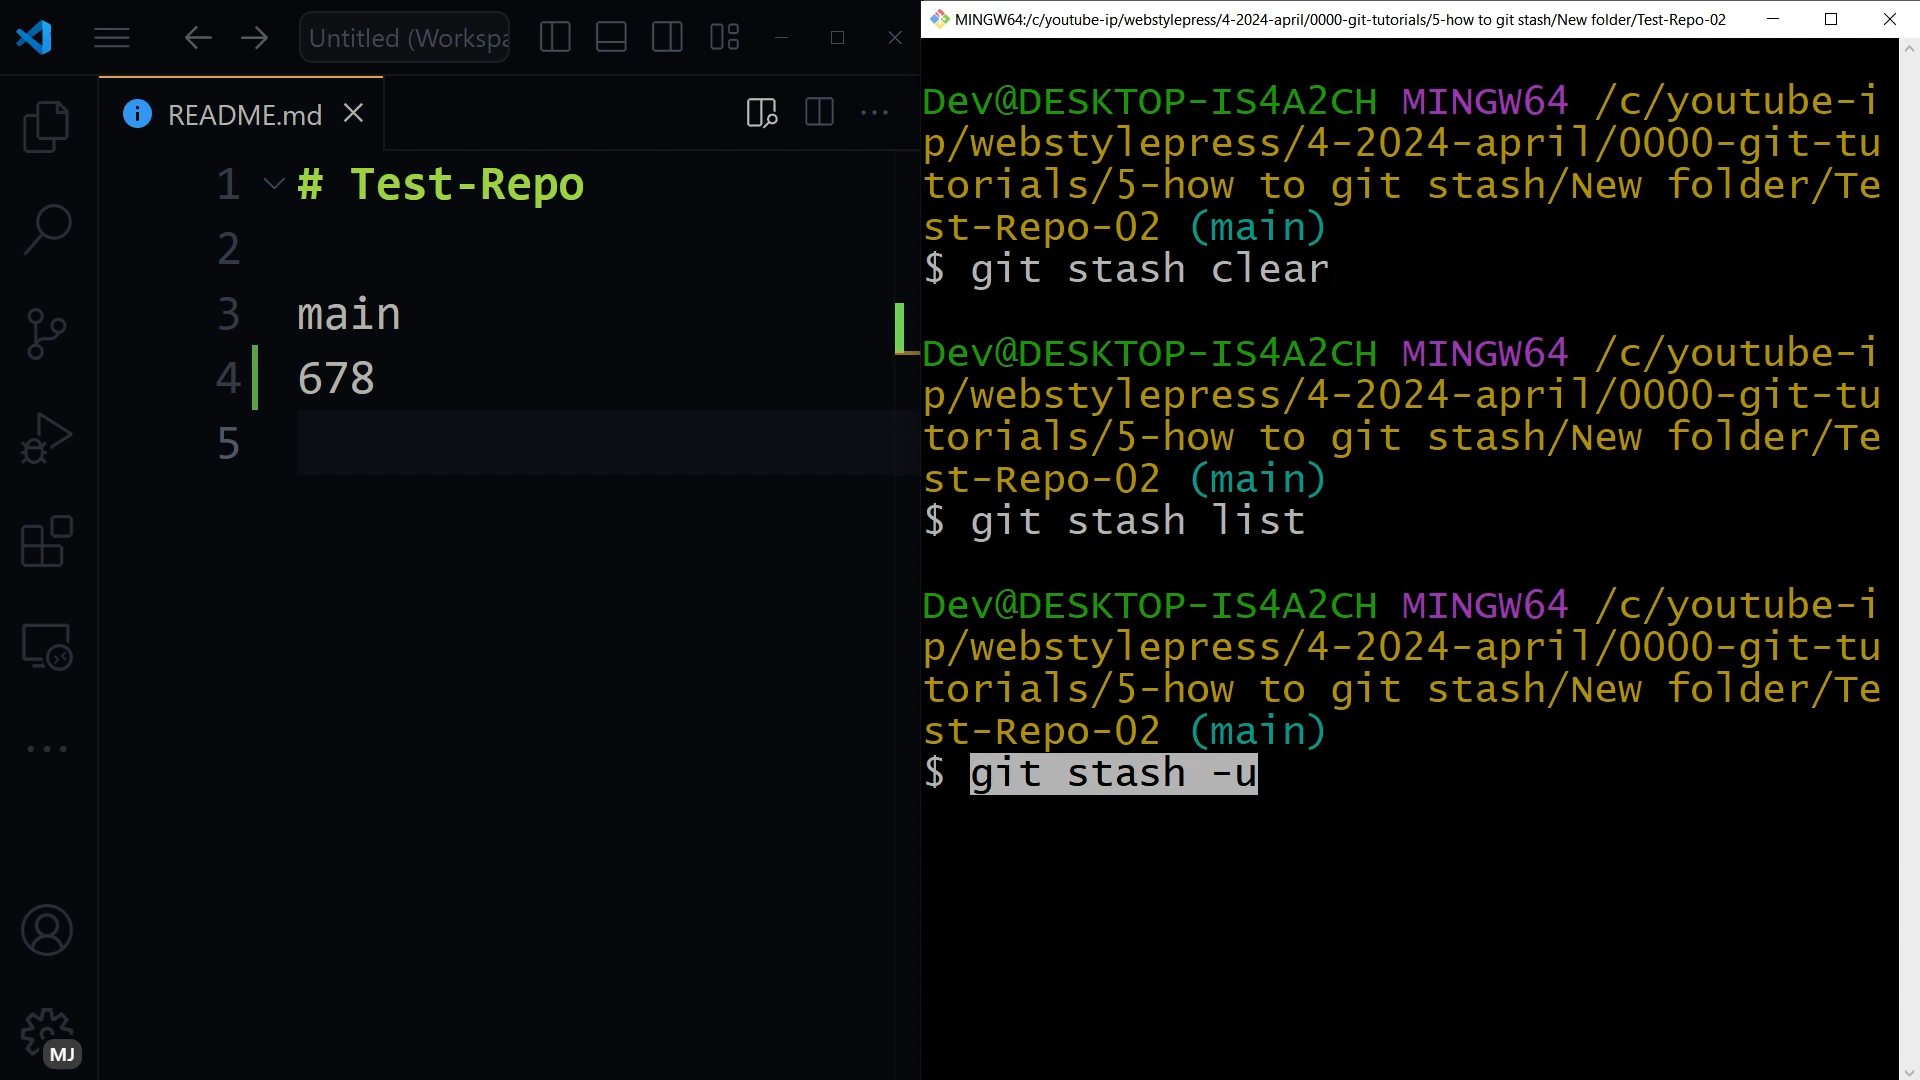 Untitled (Workspa
README.md
1 # Test-Repo
2
3 main
4 678
5
MJ
MINGW64:/c/youtube-ip/webstylepress/4-2024-april/0000-git-tutorials/5-how to git stash/New folder/Test-Repo-02
Dev@DESKTOP-IS4A2CH MINGW64 /c/youtube-i
p/webstylepress/4-2024-april/0000-git-tu
torials/5-how to git stash/New folder/Te
st-Repo-02 (main)
$ git stash clear
Dev@DESKTOP-IS4A2CH MINGW64 /c/youtube-i
p/webstylepress/4-2024-april/0000-git-tu
torials/5-how to git stash/New folder/Te
st-Repo-02 (main)
$ git stash list
Dev@DESKTOP-IS4A2CH MINGW64 /c/youtube-i
p/webstylepress/4-2024-april/0000-git-tu
torials/5-how to git stash/New folder/Te
st-Repo-02 (main)
$ git stash -u